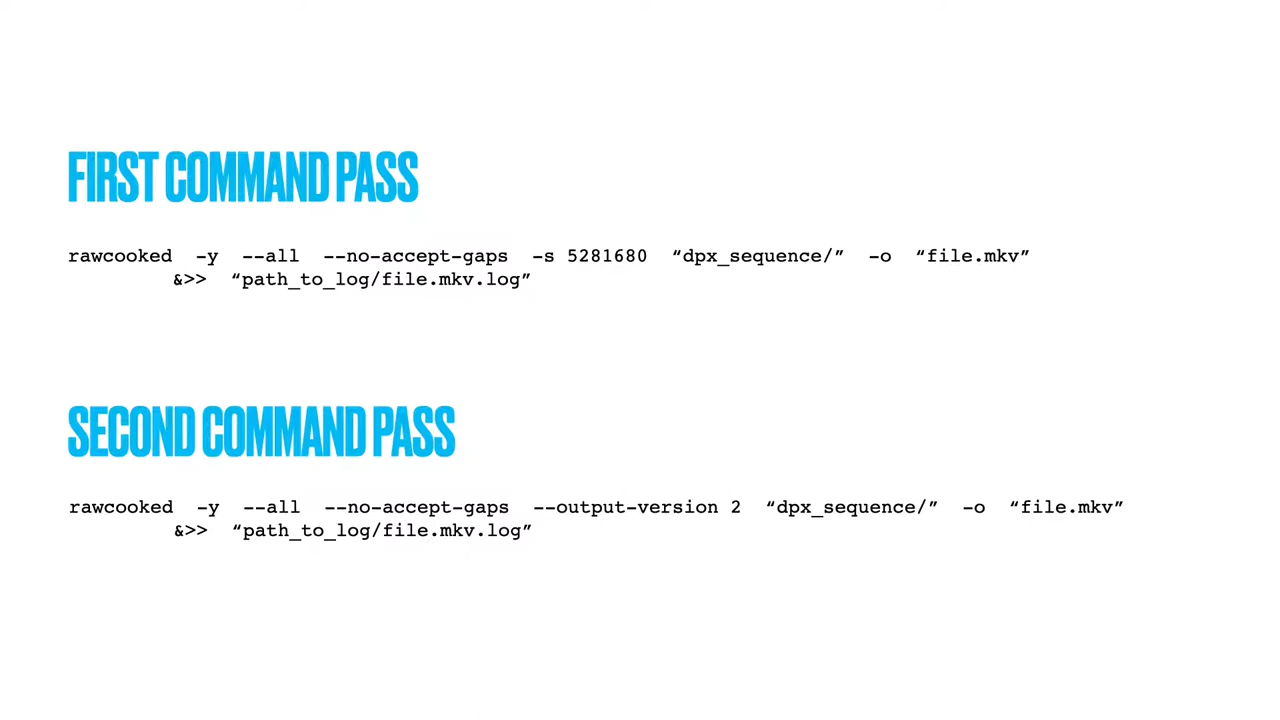 FIRST COMMAND PASS
rawcooked -y --all --no-accept-gaps -s 5281680 “dpx_sequence/” -o “file.mkv”
&>> “path_to_log/file.mkv.log”
SECOND COMMAND PASS
rawcooked -y --all --no-accept-gaps --output-version 2 “dpx_sequence/” -o “file.mkv”
&>> “path_to_log/file.mkv.log”